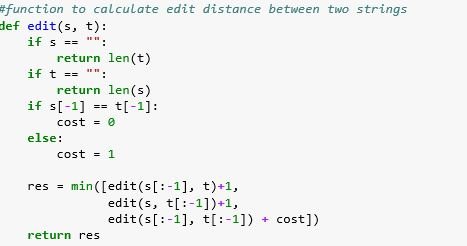 #function to calculate edit distance between two strings
def edit(s, t):
    if s == "":
        return len(t)
    if t == "":
        return len(s)
    if s[-1] == t[-1]:
        cost = 0
    else:
        cost = 1

    res = min([edit(s[:-1], t)+1,
               edit(s, t[:-1])+1,
               edit(s[:-1], t[:-1]) + cost])
    return res